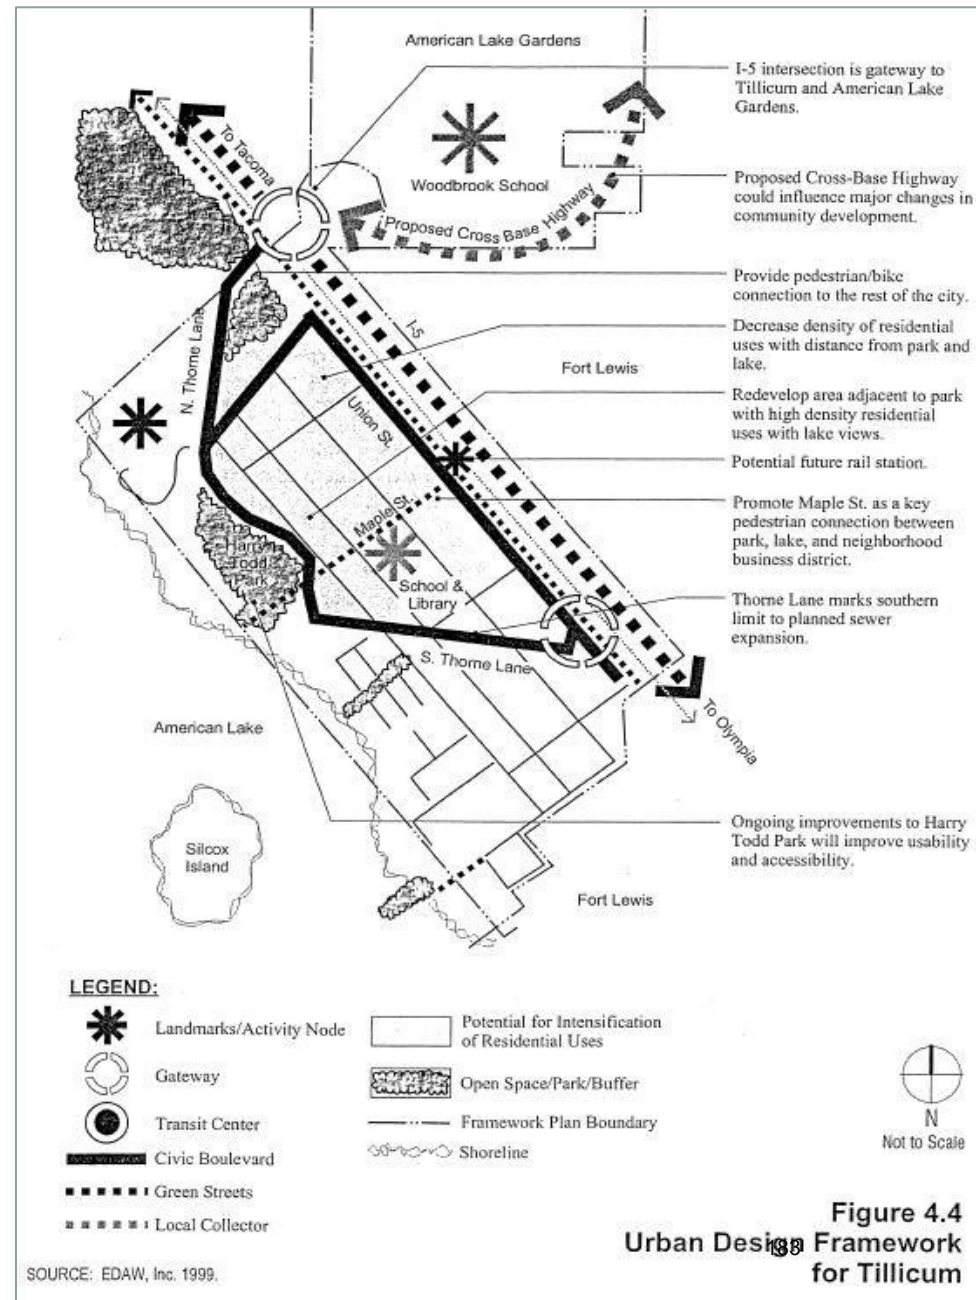 American Lake Gardens
I-5 intersection is gateway to
Tillicum and American Lake
Gardens.
To Tacoma
Woodbrook School
Proposed Cross Base Highway
Proposed Cross-Base Highway
could influence major changes in
community development.
Provide pedestrian/bike
connection to the rest of the city.
N. Thorne Lane
I-5
Fort Lewis
Decrease density of residential
uses with distance from park and
lake.
Union St.
Redevelop area adjacent to park
with high density residential
uses with lake views.
Potential future rail station.
Maple St.
Promote Maple St. as a key
pedestrian connection between
park, lake, and neighborhood
business district.
Harry
Todd
Park
School &
Library
Thorne Lane marks southern
limit to planned sewer
expansion.
S. Thorne Lane
To Olympia
American Lake
Silcox
Island
Ongoing improvements to Harry
Todd Park will improve usability
and accessibility.
Fort Lewis
LEGEND:
Landmarks/Activity Node
Gateway
Transit Center
Civic Boulevard
Green Streets
Local Collector
Potential for Intensification
of Residential Uses
Open Space/Park/Buffer
Framework Plan Boundary
Shoreline
N
Not to Scale
Figure 4.4
Urban Design Framework
for Tillicum
183
SOURCE: EDAW, Inc. 1999.